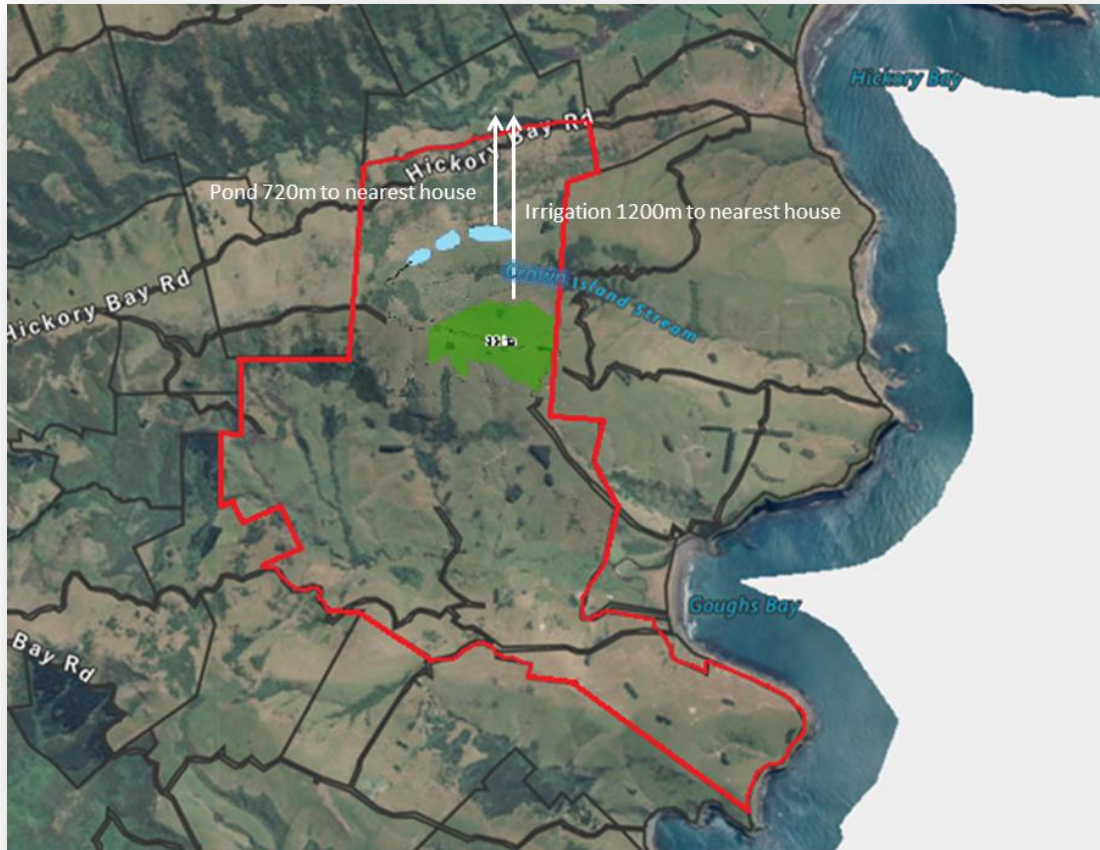 Hickory Bay
Hickory Bay Rd
Pond 720m to nearest house
Irrigation 1200m to nearest house
Crown Island Stream
Hickory Bay Rd
Goughs Bay
Bay Rd